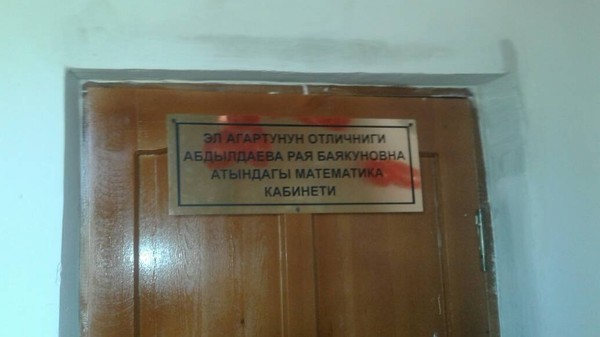 ЭЛ АГАРТУНУН ОТЛИЧНИГИ
АБДЫЛДАЕВА РАЯ БАЯКУНОВНА
АТЫНДАГЫ МАТЕМАТИКА
КАБИНЕТИ